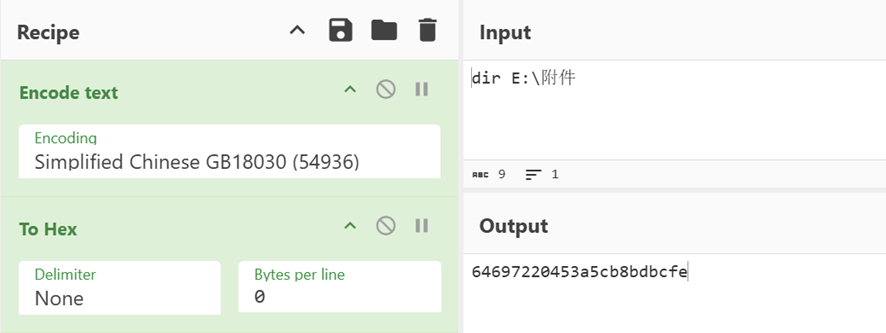 Recipe
Encode text
Encoding
Simplified Chinese GB18030 (54936)
To Hex
Delimiter
None
Bytes per line
0
Input
dir E:\附件
ABC 9 1
Output
64697220453a5cb8bdbcfe